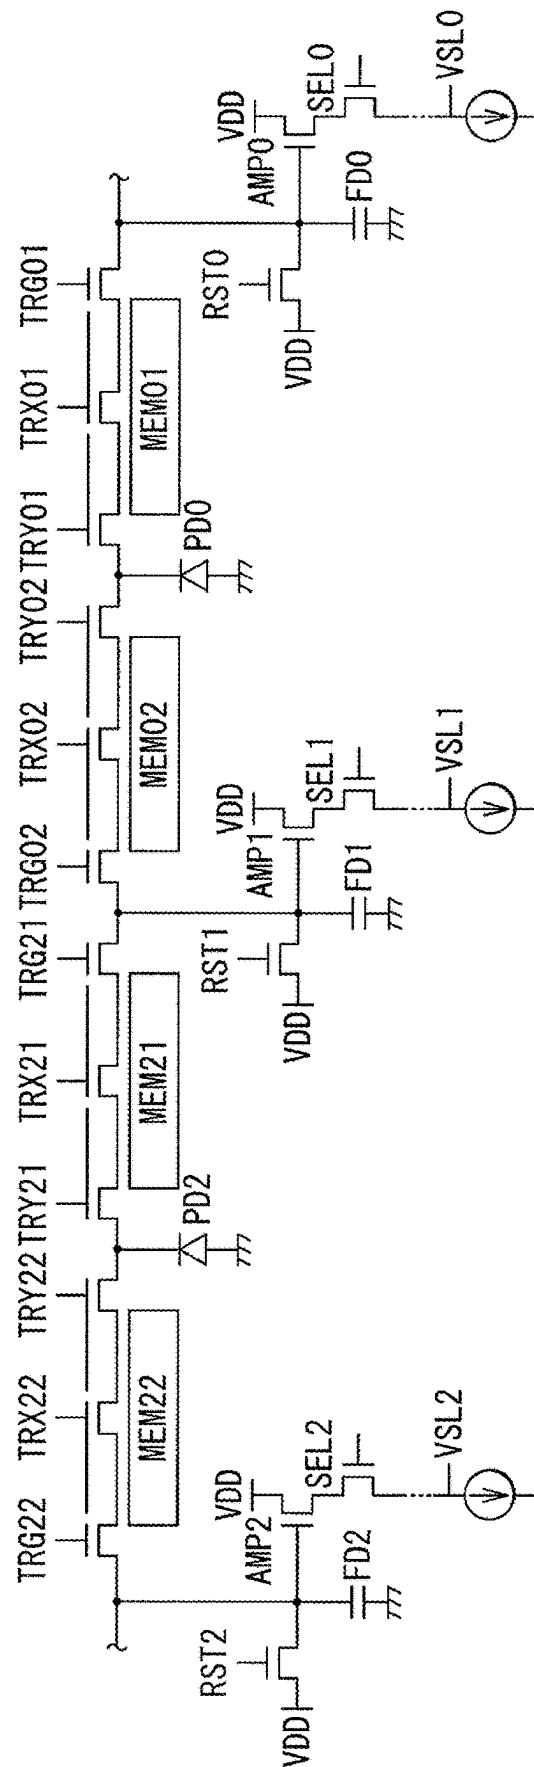 TRG22
TRX22
TRY22
TRY21
TRX21
TRG21
TRG02
TRX02
TRY02
TRY01
TRX01
TRG01
MEM22
MEM21
MEM02
MEM01
PD2
PD0
RST2
VDD
RST1
VDD
RST0
VDD
AMP2
SEL2
AMP1
SEL1
AMP0
SEL0
VDD
FD2
VDD
FD1
VDD
FD0
VSL2
VSL1
VSL0